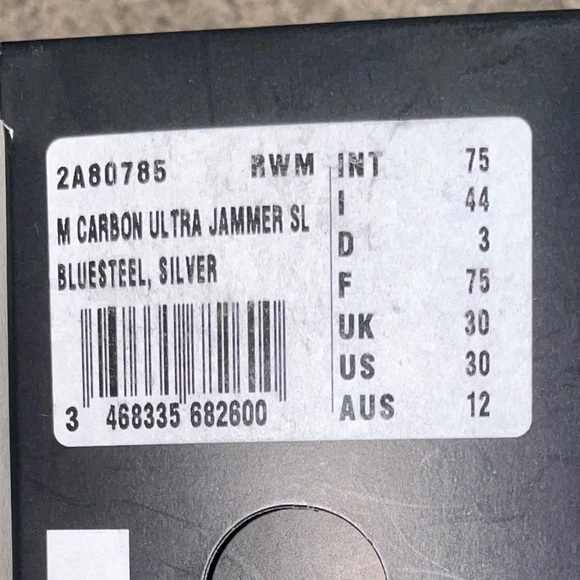 2A80785 RWM
M CARBON ULTRA JAMMER SL
BLUESTEEL, SILVER
3 468335 682600
INT 75
I 44
D 3
F 75
UK 30
US 30
AUS 12